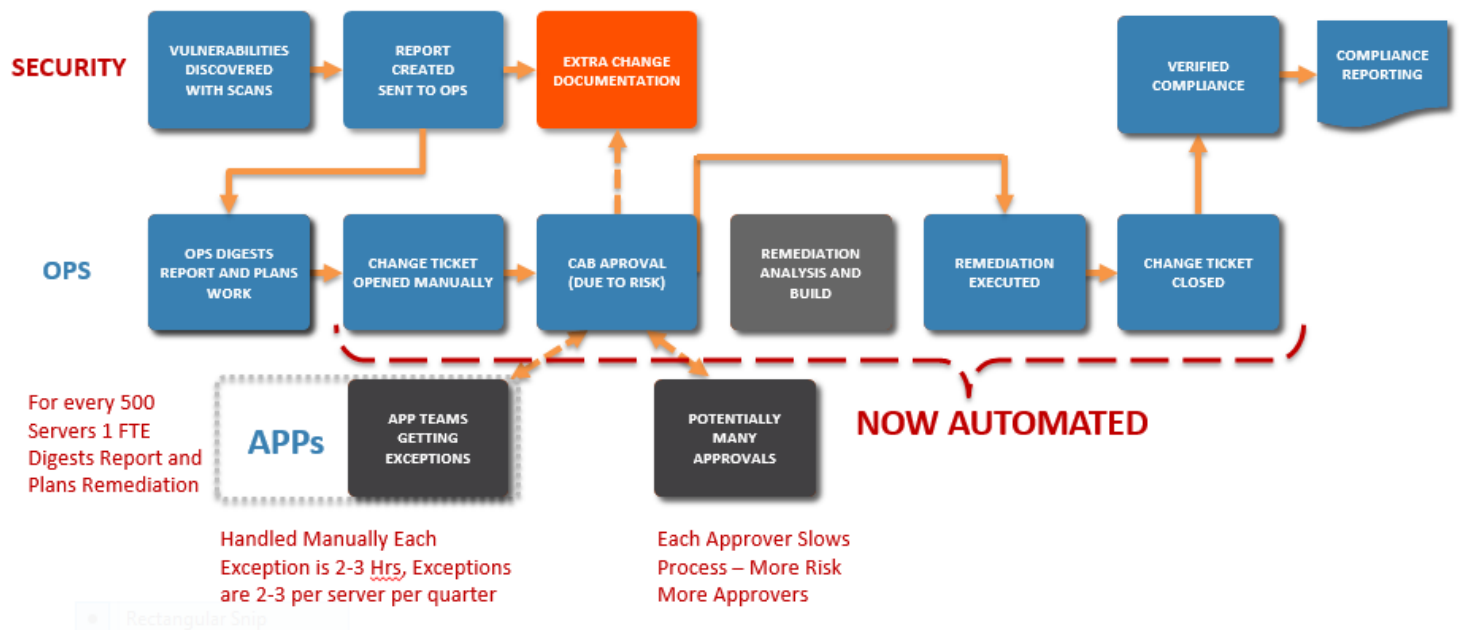 SECURITY
VULNERABILITIES
DISCOVERED
WITH SCANS
REPORT
CREATED
SENT TO OPS
EXTRA CHANGE
DOCUMENTATION
VERIFIED
COMPLIANCE
COMPLIANCE
REPORTING
OPS
OPS DIGESTS
REPORT AND PLANS
WORK
CHANGE TICKET
OPENED MANUALLY
CAB APROVAL
(DUE TO RISK)
REMEDIATION
ANALYSIS AND
BUILD
REMEDIATION
EXECUTED
CHANGE TICKET
CLOSED
For every 500
Servers 1 FTE
Digests Report and
Plans Remediation
APPs
APP TEAMS
GETTING
EXCEPTIONS
POTENTIALLY
MANY
APPROVALS
NOW AUTOMATED
Handled Manually Each
Exception is 2-3 Hrs, Exceptions
are 2-3 per server per quarter
Each Approver Slows
Process – More Risk
More Approvers
Rectangular Snip